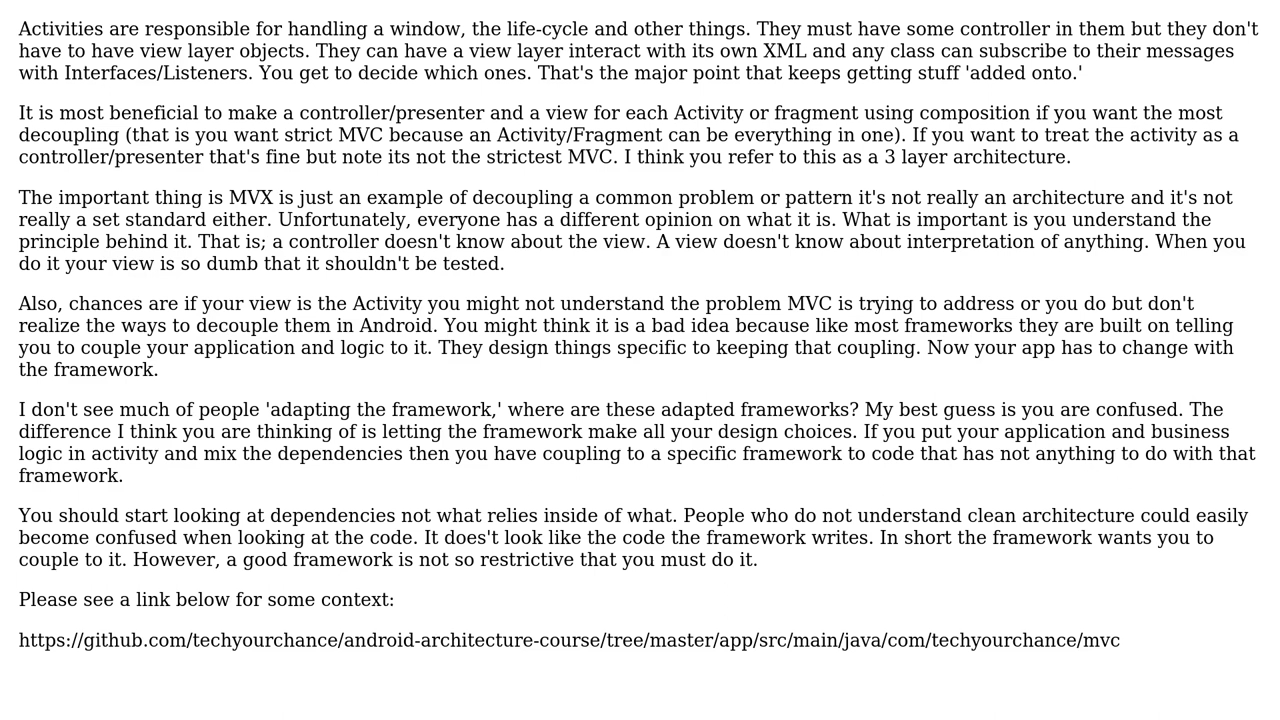 Activities are responsible for handling a window, the life-cycle and other things. They must have some controller in them but they don't
have to have view layer objects. They can have a view layer interact with its own XML and any class can subscribe to their messages
with Interfaces/Listeners. You get to decide which ones. That's the major point that keeps getting stuff 'added onto.'
It is most beneficial to make a controller/presenter and a view for each Activity or fragment using composition if you want the most
decoupling (that is you want strict MVC because an Activity/Fragment can be everything in one). If you want to treat the activity as a
controller/presenter that's fine but note its not the strictest MVC. I think you refer to this as a 3 layer architecture.
The important thing is MVX is just an example of decoupling a common problem or pattern it's not really an architecture and it's not
really a set standard either. Unfortunately, everyone has a different opinion on what it is. What is important is you understand the
principle behind it. That is; a controller doesn't know about the view. A view doesn't know about interpretation of anything. When you
do it your view is so dumb that it shouldn't be tested.
Also, chances are if your view is the Activity you might not understand the problem MVC is trying to address or you do but don't
realize the ways to decouple them in Android. You might think it is a bad idea because like most frameworks they are built on telling
you to couple your application and logic to it. They design things specific to keeping that coupling. Now your app has to change with
the framework.
I don't see much of people 'adapting the framework,' where are these adapted frameworks? My best guess is you are confused. The
difference I think you are thinking of is letting the framework make all your design choices. If you put your application and business
logic in activity and mix the dependencies then you have coupling to a specific framework to code that has not anything to do with that
framework.
You should start looking at dependencies not what relies inside of what. People who do not understand clean architecture could easily
become confused when looking at the code. It does't look like the code the framework writes. In short the framework wants you to
couple to it. However, a good framework is not so restrictive that you must do it.
Please see a link below for some context:
https://github.com/techyourchance/android-architecture-course/tree/master/app/src/main/java/com/techyourchance/mvc